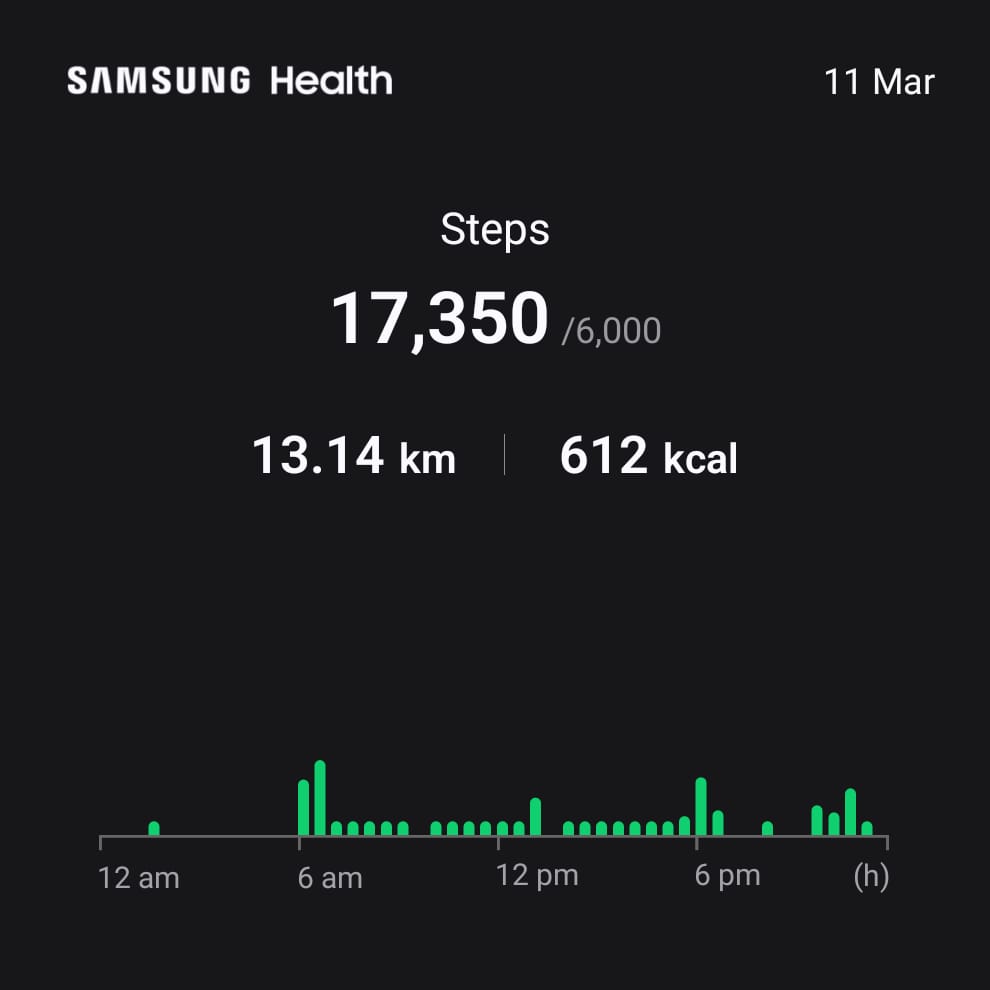 SAMSUNG Health 11 Mar
Steps
17,350 /6,000
13.14 km 612 kcal
12 am 6 am 12 pm 6 pm (h)